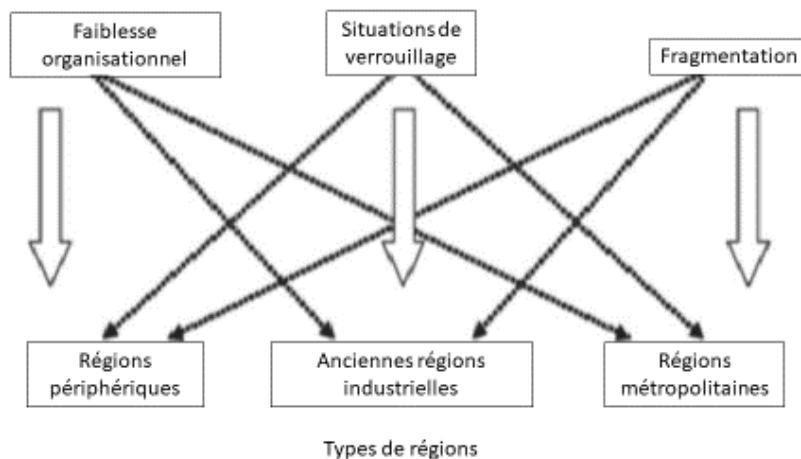 Faiblesse
organisationnel
Situations de
verrouillage
Fragmentation
Régions
périphériques
Anciennes régions
industrielles
Régions
métropolitaines
Types de régions